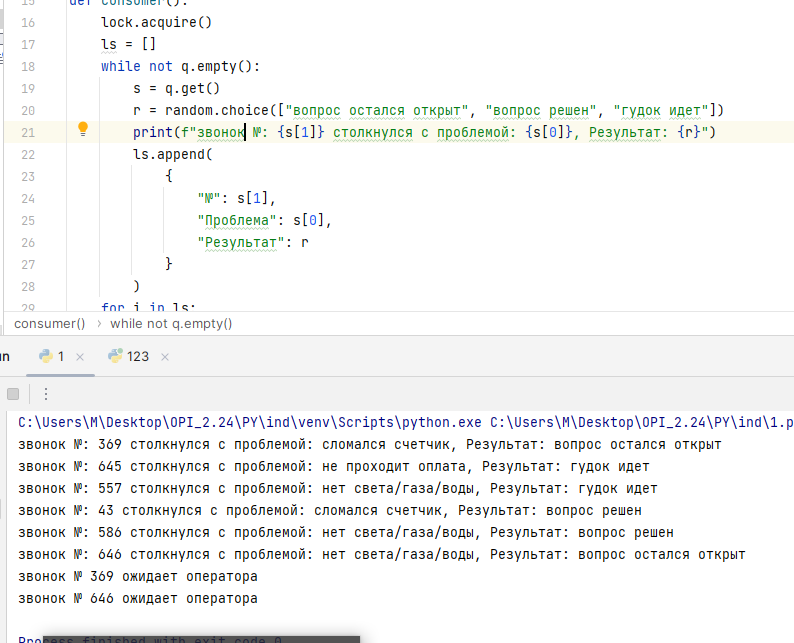 15 def consumer():
16 lock.acquire()
17 ls = []
18 while not q.empty():
19 s = q.get()
20 r = random.choice(["вопрос остался открыт", "вопрос решен", "гудок идет"])
21 print(f"звонок №: {s[1]} столкнулся с проблемой: {s[0]}, Результат: {r}")
22 ls.append(
23 {
24 "№": s[1],
25 "Проблема": s[0],
26 "Результат": r
27 }
28 )
29 for i in ls:
consumer() › while not q.empty()
un 1 × 123 ×
C:\Users\M\Desktop\OPI_2.24\PY\ind\venv\Scripts\python.exe C:\Users\M\Desktop\OPI_2.24\PY\ind\1.p
звонок №: 369 столкнулся с проблемой: сломался счетчик, Результат: вопрос остался открыт
звонок №: 645 столкнулся с проблемой: не проходит оплата, Результат: гудок идет
звонок №: 557 столкнулся с проблемой: нет света/газа/воды, Результат: гудок идет
звонок №: 43 столкнулся с проблемой: сломался счетчик, Результат: вопрос решен
звонок №: 586 столкнулся с проблемой: нет света/газа/воды, Результат: вопрос решен
звонок №: 646 столкнулся с проблемой: нет света/газа/воды, Результат: вопрос остался открыт
звонок № 369 ожидает оператора
звонок № 646 ожидает оператора
Process finished with exit code 0